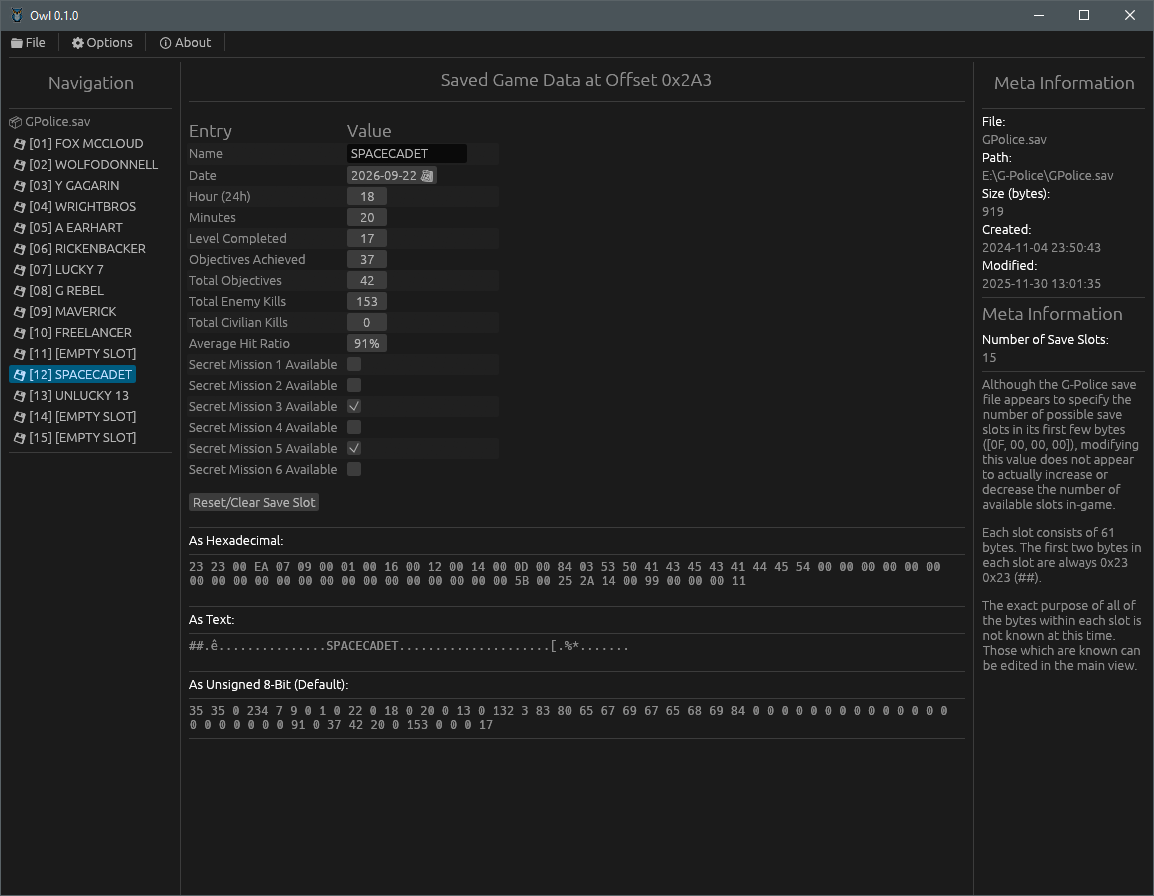 Owl 0.1.0
File Options About
Navigation
GPolice.sav
[01] FOX MCCLOUD
[02] WOLFODONNELL
[03] Y GAGARIN
[04] WRIGHTBROS
[05] A EARHART
[06] RICKENBACKER
[07] LUCKY 7
[08] G REBEL
[09] MAVERICK
[10] FREELANCER
[11] [EMPTY SLOT]
[12] SPACECADET
[13] UNLUCKY 13
[14] [EMPTY SLOT]
[15] [EMPTY SLOT]
Saved Game Data at Offset 0x2A3
Entry Value
Name SPACECADET
Date 2026-09-22
Hour (24h) 18
Minutes 20
Level Completed 17
Objectives Achieved 37
Total Objectives 42
Total Enemy Kills 153
Total Civilian Kills 0
Average Hit Ratio 91%
Secret Mission 1 Available
Secret Mission 2 Available
Secret Mission 3 Available
Secret Mission 4 Available
Secret Mission 5 Available
Secret Mission 6 Available
Reset/Clear Save Slot
As Hexadecimal:
23 23 00 EA 07 09 00 01 00 16 00 12 00 14 00 0D 00 84 03 53 50 41 43 45 43 41 44 45 54 00 00 00 00 00 00
00 00 00 00 00 00 00 00 00 00 00 00 00 00 00 5B 00 25 2A 14 00 99 00 00 00 11
As Text:
##.ê...............SPACECADET.....................[.%*.......
As Unsigned 8-Bit (Default):
35 35 0 234 7 9 0 1 0 22 0 18 0 20 0 13 0 132 3 83 80 65 67 69 67 65 68 69 84 0 0 0 0 0 0 0 0 0 0 0 0 0 0
0 0 0 0 0 0 0 91 0 37 42 20 0 153 0 0 0 17
Meta Information
File:
GPolice.sav
Path:
E:\G-Police\GPolice.sav
Size (bytes):
919
Created:
2024-11-04 23:50:43
Modified:
2025-11-30 13:01:35
Meta Information
Number of Save Slots:
15
Although the G-Police save
file appears to specify the
number of possible save
slots in its first few bytes
([0F, 00, 00, 00]), modifying
this value does not appear
to actually increase or
decrease the number of
available slots in-game.
Each slot consists of 61
bytes. The first two bytes in
each slot are always 0x23
0x23 (##).
The exact purpose of all of
the bytes within each slot is
not known at this time.
Those which are known can
be edited in the main view.